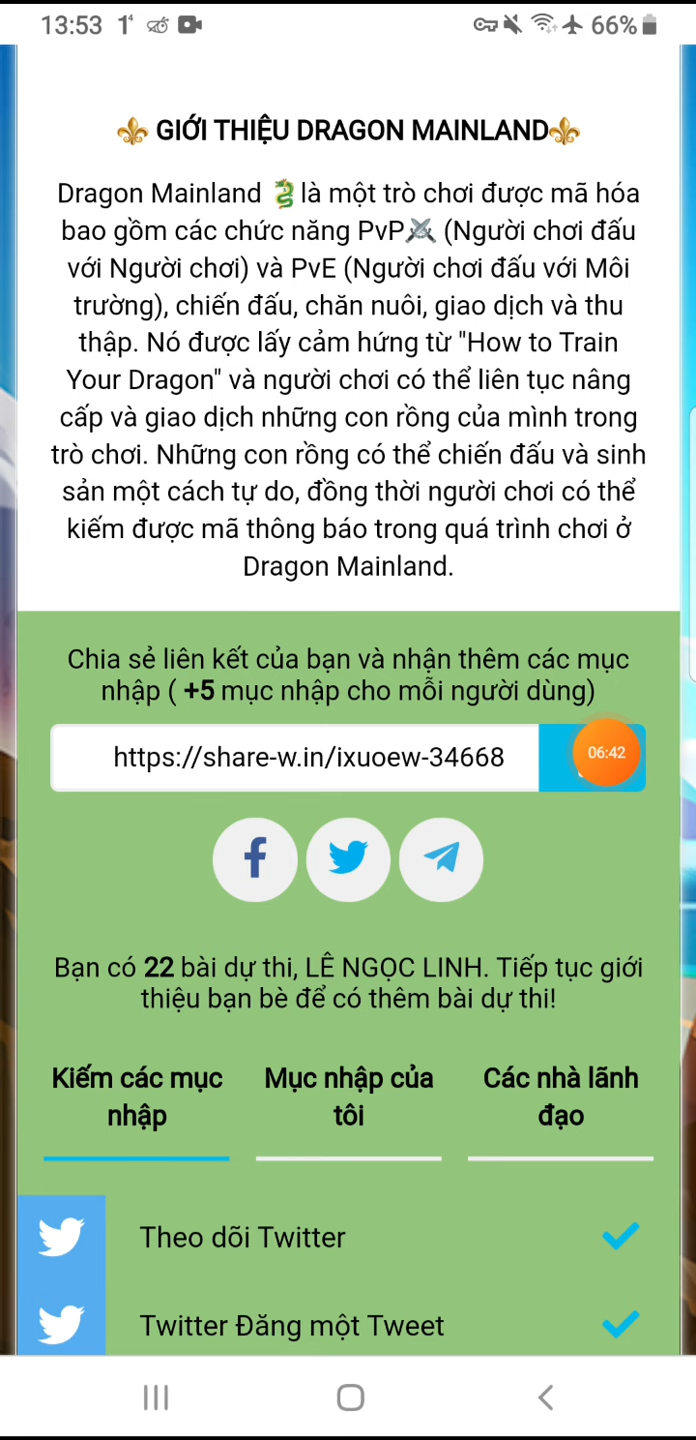 13:53
66%
GIỚI THIỆU DRAGON MAINLAND
Dragon Mainland 🐉 là một trò chơi được mã hóa
bao gồm các chức năng PvP⚔️ (Người chơi đấu
với Người chơi) và PvE (Người chơi đấu với Môi
trường), chiến đấu, chăn nuôi, giao dịch và thu
thập. Nó được lấy cảm hứng từ "How to Train
Your Dragon" và người chơi có thể liên tục nâng
cấp và giao dịch những con rồng của mình trong
trò chơi. Những con rồng có thể chiến đấu và sinh
sản một cách tự do, đồng thời người chơi có thể
kiếm được mã thông báo trong quá trình chơi ở
Dragon Mainland.
Chia sẻ liên kết của bạn và nhận thêm các mục
nhập ( +5 mục nhập cho mỗi người dùng)
https://share-w.in/ixuoew-34668
06:42
Bạn có 22 bài dự thi, LÊ NGỌC LINH. Tiếp tục giới
thiệu bạn bè để có thêm bài dự thi!
Kiếm các mục
nhập
Mục nhập của
tôi
Các nhà lãnh
đạo
Theo dõi Twitter
Twitter Đăng một Tweet